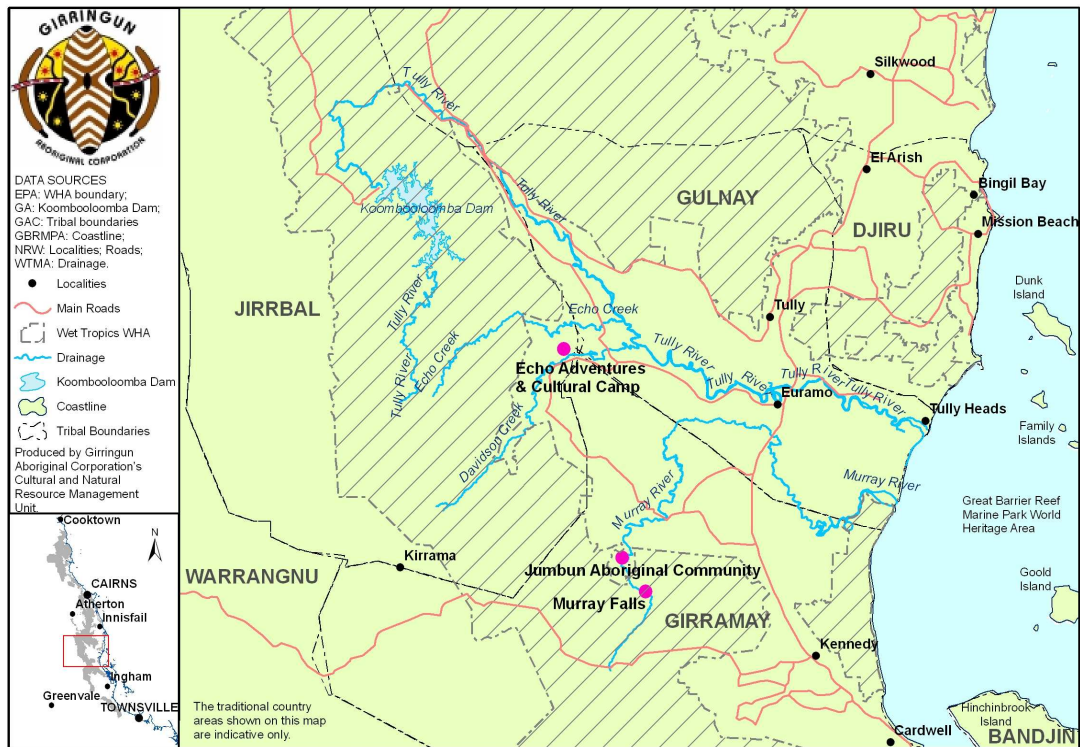 GIRRINGUN
ABORIGINAL CORPORATION
DATA SOURCES
EPA: WHA boundary;
GA: Koombooloomba Dam;
GAC: Tribal boundaries
GBRMPA: Coastline;
NRW: Localities; Roads;
WTMA: Drainage.
Localities
Main Roads
Wet Tropics WHA
Drainage
Koombooloomba Dam
Coastline
Tribal Boundaries
Produced by Girringun
Aboriginal Corporation's
Cultural and Natural
Resource Management
Unit.
Cooktown
N
CAIRNS
Atherton
Innisfail
Ingham
Greenvale
TOWNSVILLE
Tully River
Silkwood
El Arish
Bingil Bay
Tully River
GULNAY
Koombooloomba Dam
Mission Beach
DJIRU
Dunk
Island
Tully River
JIRRBAL
Echo Creek
Tully
Tully River
Echo Creek
Tully River
Echo Adventures
& Cultural Camp
Tully River
Tully River
Tully River
Euramo
Tully Heads
Family
Islands
Davidson Creek
Murray River
Murray River
Great Barrier Reef
Marine Park World
Heritage Area
Kirrama
Jumbun Aboriginal Community
WARRANGNU
Murray Falls
GIRRAMAY
Goold
Island
Kennedy
The traditional country
areas shown on this map
are indicative only.
Hinchinbrook
Island
Cardwell
BANDJIN